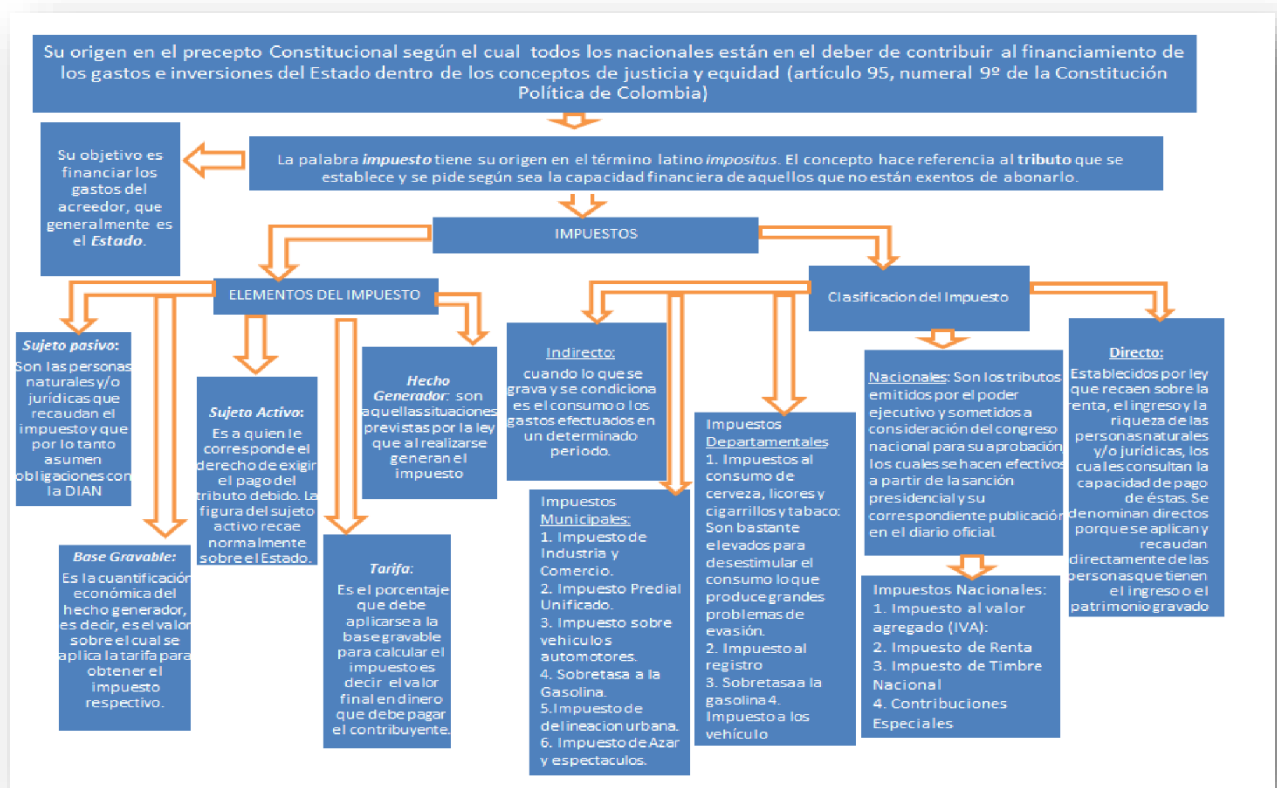 Su origen en el precepto Constitucional según el cual todos los nacionales están en el deber de contribuir al financiamiento de
los gastos e inversiones del Estado dentro de los conceptos de justicia y equidad (artículo 95, numeral 9º de la Constitución
Política de Colombia)
Su objetivo es
financiar los
gastos del
acreedor, que
generalmente es
el Estado.
La palabra impuesto tiene su origen en el término latino impositus. El concepto hace referencia al tributo que se
establece y se pide según sea la capacidad financiera de aquellos que no están exentos de abonarlo.
IMPUESTOS
ELEMENTOS DEL IMPUESTO
Clasificacion del Impuesto
Sujeto pasivo:
Son las personas
naturales y/o
jurídicas que
recaudan el
impuesto y que
por lo tanto
asumen
obligaciones con
la DIAN
Base Gravable:
Es la cuantificación
económica del
hecho generador,
es decir, es el valor
sobre el cual se
aplica la tarifa para
obtener el
impuesto
respectivo.
Sujeto Activo:
Es a quien le
corresponde el
derecho de exigir
el pago del
tributo debido. La
figura del sujeto
activo recae
normalmente
sobre el Estado.
Tarifa:
Es el porcentaje
que debe
aplicarse a la
base gravable
para calcular el
impuesto es
decir el valor
final en dinero
que debe pagar
el contribuyente.
Hecho
Generador: son
aquellas situaciones
previstas por la ley
que al realizarse
generan el
impuesto
Indirecto:
cuando lo que se
grava y se condiciona
es el consumo o los
gastos efectuados en
un determinado
periodo.
Impuestos
Municipales:
1. Impuesto de
Industria y
Comercio.
2. Impuesto Predial
Unificado.
3. Impuesto sobre
vehiculos
automotores.
4. Sobretasa a la
Gasolina.
5.Impuesto de
delineacion urbana.
6. Impuesto de Azar
y espectaculos.
Impuestos
Departamentales
1. Impuestos al
consumo de
cerveza, licores y
cigarrillos y tabaco:
Son bastante
elevados para
desestimular el
consumo lo que
produce grandes
problemas de
evasión.
2. Impuesto al
registro
3. Sobretasa a la
gasolina 4.
Impuesto a los
vehículo
Nacionales: Son los tributos
emitidos por el poder
ejecutivo y sometidos a
consideración del congreso
nacional para su aprobación
los cuales se hacen efectivos
a partir de la sanción
presidencial y su
correspondiente publicación
en el diario oficial.
Impuestos Nacionales:
1. Impuesto al valor
agregado (IVA):
2. Impuesto de Renta
3. Impuesto de Timbre
Nacional
4. Contribuciones
Especiales
Directo:
Establecidos por ley
que recaen sobre la
renta, el ingreso y la
riqueza de las
personas naturales
y/o jurídicas, los
cuales consultan la
capacidad de pago
de éstas. Se
denominan directos
porque se aplican y
recaudan
directamente de las
personas que tienen
el ingreso o el
patrimonio gravado